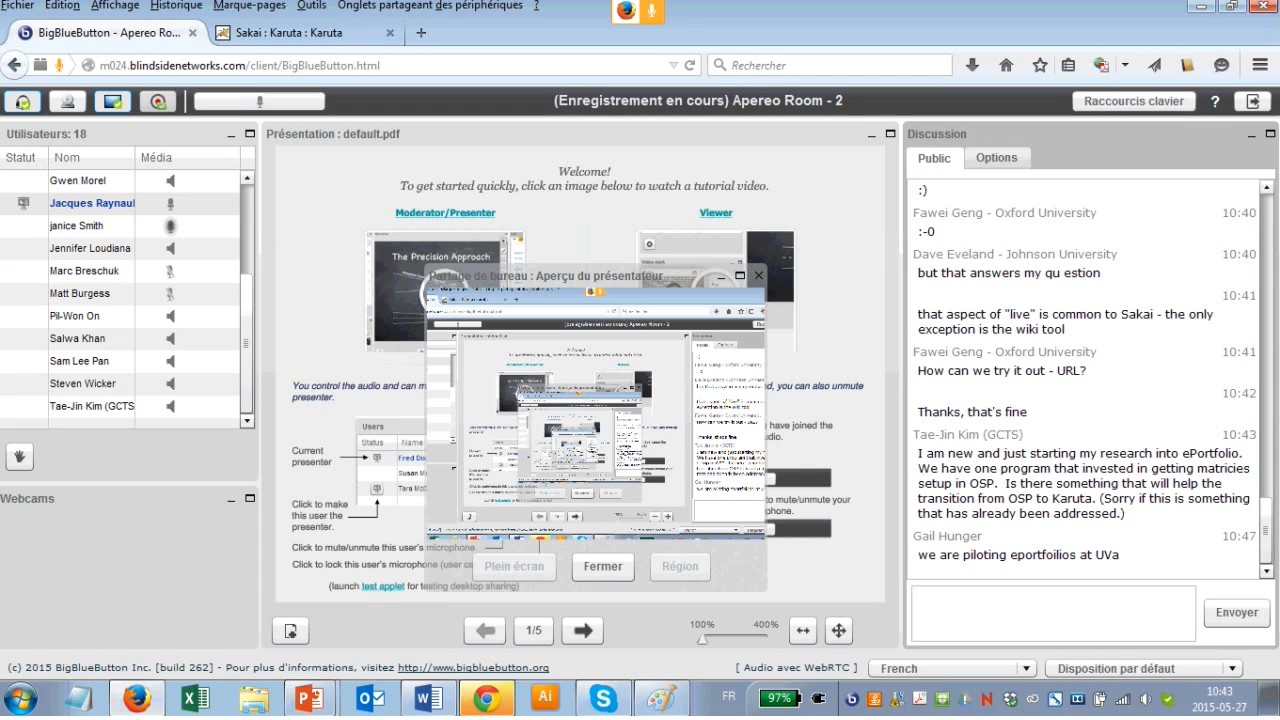 Fichier Edition Affichage Historique Marque-pages Outils Onglets partageant des périphériques ?
BigBlueButton - Apereo Ro...
Sakai : Karuta : Karuta
m024.blindsidenetworks.com/client/BigBlueButton.html
Rechercher
(Enregistrement en cours) Apereo Room - 2
Raccourcis clavier
?
Utilisateurs: 18
Statut Nom Média
Gwen Morel
Jacques Raynaul
janice Smith
Jennifer Loudiana
Marc Breschuk
Matt Burgess
Pil-Won On
Salwa Khan
Sam Lee Pan
Steven Wicker
Tae-Jin Kim (GCTS
Webcams
Présentation : default.pdf
Welcome!
To get started quickly, click an image below to watch a tutorial video.
Moderator/Presenter
Viewer
The Precision Approach
Partage de bureau : Aperçu du présentateur
You control the audio and can m
d, you can also unmute
presenter.
Users
Status Name
Current
presenter
Fred Do
Susan M
Tara McD
have joined the
dio.
Click to make
this user the
presenter.
to mute/unmute your
phone.
Click to mute/unmute this user's microphone.
Click to lock this user's microphone (user ca
(launch test applet for testing desktop sharing)
Plein écran
Fermer
Région
1/5
100% 400%
Discussion
Public
Options
:)
Fawei Geng - Oxford University 10:40
:-0
Dave Eveland - Johnson University 10:40
but that answers my qu estion
10:41
that aspect of "live" is common to Sakai - the only
exception is the wiki tool
Fawei Geng - Oxford University 10:41
How can we try it out - URL?
10:42
Thanks, that's fine
Tae-Jin Kim (GCTS) 10:43
I am new and just starting my research into ePortfolio.
We have one program that invested in getting matricies
setup in OSP. Is there something that will help the
transition from OSP to Karuta. (Sorry if this is something
that has already been addressed.)
Gail Hunger 10:47
we are piloting eportfoilios at UVa
Envoyer
(c) 2015 BigBlueButton Inc. [build 262] - Pour plus d'informations, visitez http://www.bigbluebutton.org
[ Audio avec WebRTC ]
French
Disposition par défaut
FR
97%
10:43
2015-05-27